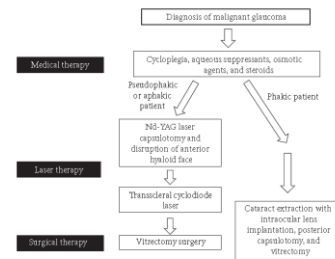 Diagnosis of malignant glaucoma
Medical therapy
Cycloplegia, aqueous suppressants, osmotic
agents, and steroids
Pseudophakic
or aphakic
patient
Phakic patient
Nd-YAG laser
capsulotomy and
disruption of anterior
hyaloid face
Laser therapy
Transscleral cyclodiode
laser
Cataract extraction with
intraocular lens
implantation, posterior
capsulotomy, and
vitrectomy
Surgical therapy
Vitrectomy surgery